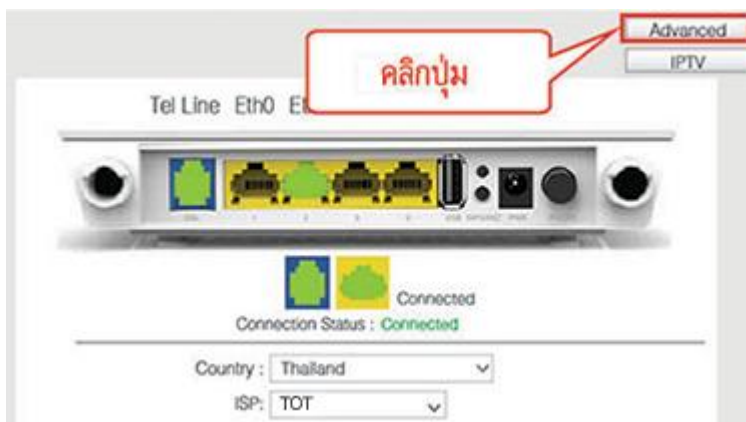 Advanced
IPTV
คลิกปุ่ม
Tel Line Eth0
Connected
Connection Status : Connected
Country : Thailand
ISP: TOT